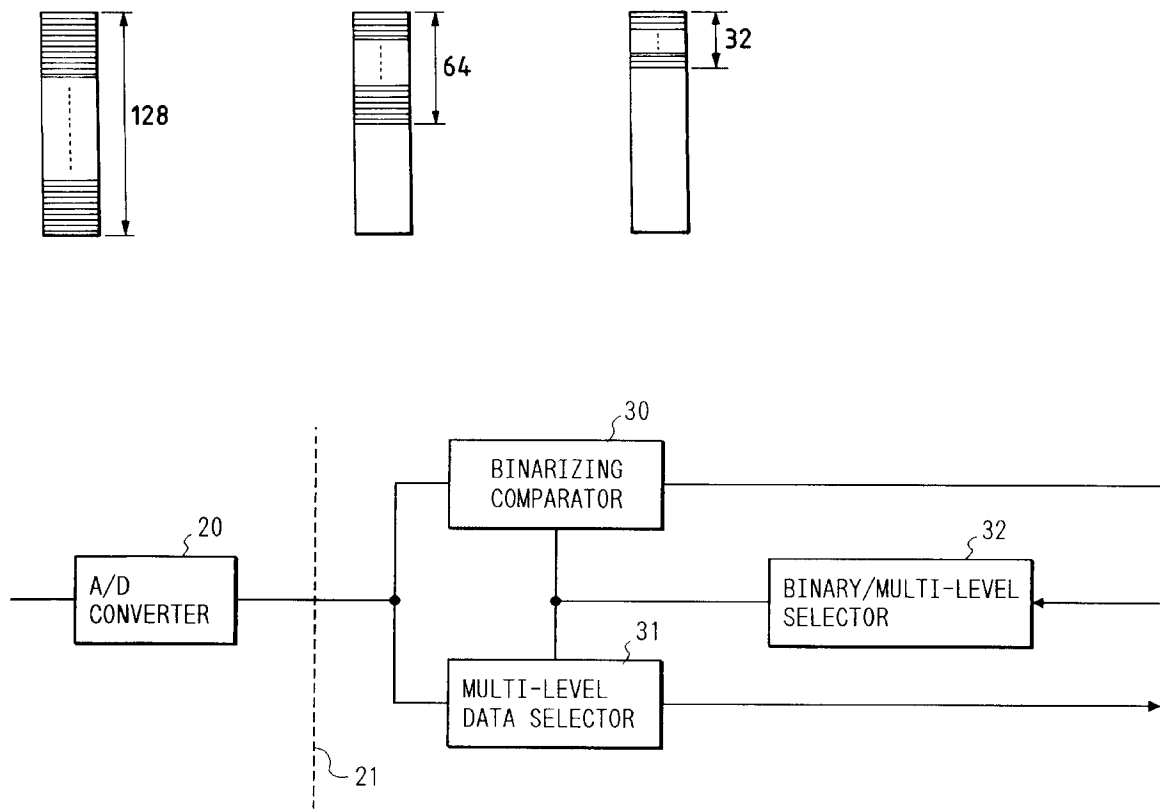 128
64
32
30
BINARIZING
COMPARATOR
20
A/D
CONVERTER
32
BINARY/MULTI-LEVEL
SELECTOR
31
MULTI-LEVEL
DATA SELECTOR
21